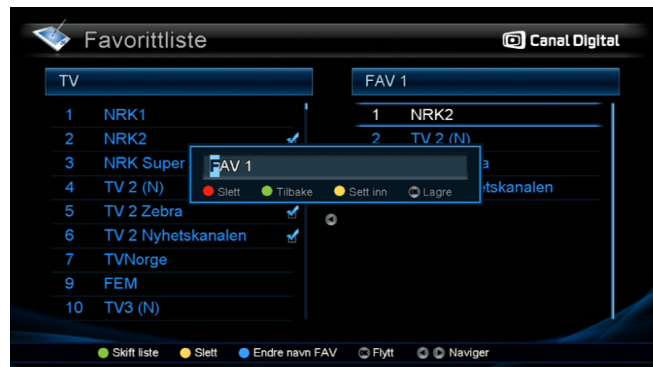 Favorittliste
Canal Digital
TV
1 NRK1
2 NRK2
3 NRK Super
4 TV 2 (N)
5 TV 2 Zebra
6 TV 2 Nyhetskanalen
7 TVNorge
9 FEM
10 TV3 (N)
FAV 1
1 NRK2
2 TV 2 (N)
a
etskanalen
FAV 1
Slett Tilbake Sett inn OK Lagre
Skift liste Slett Endre navn FAV OK Flytt Naviger